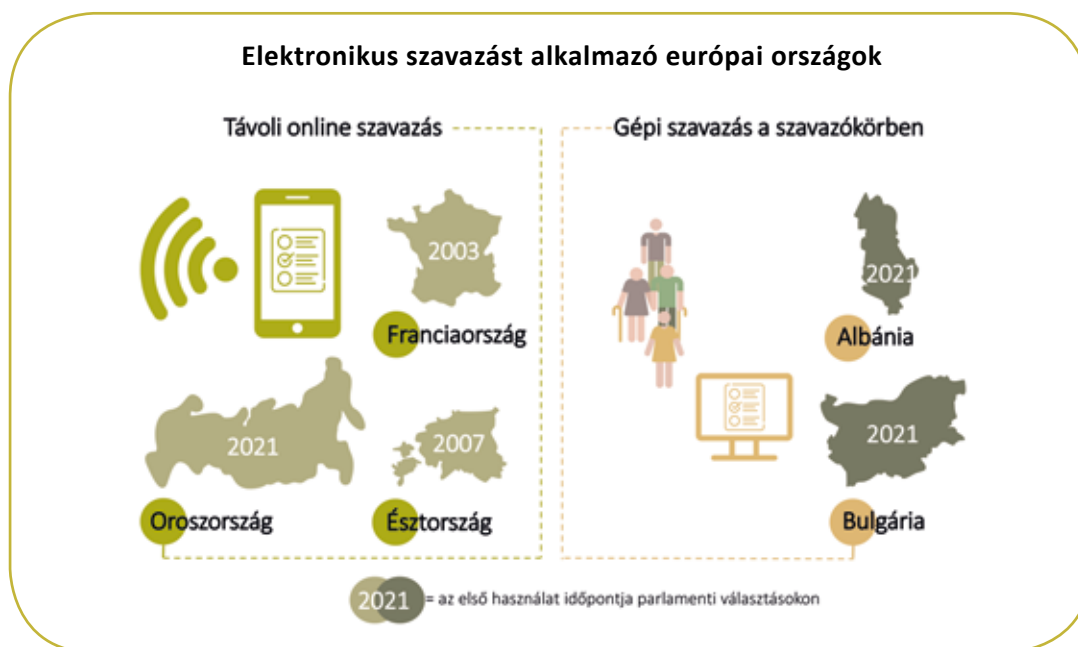 Elektronikus szavazást alkalmazó európai országok
Távoli online szavazás
2003
Franciaország
2021
Oroszország
2007
Észtország
Gépi szavazás a szavazókörben
2021
Albánia
2021
Bulgária
2021 = az első használat időpontja parlamenti választásokon